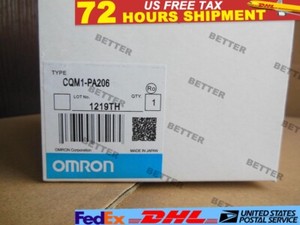 US FREE TAX
72 HOURS SHIPMENT
BETTER
BETTER
TYPE
CQM1-PA206
LOT No.
QTY
1219TH
1
BETTER
BETTER
OMRON
OMRON Corporation
MADE IN JAPAN
BETTER
BETTER
FedEx
DHL
UNITED STATES
POSTAL SERVICE